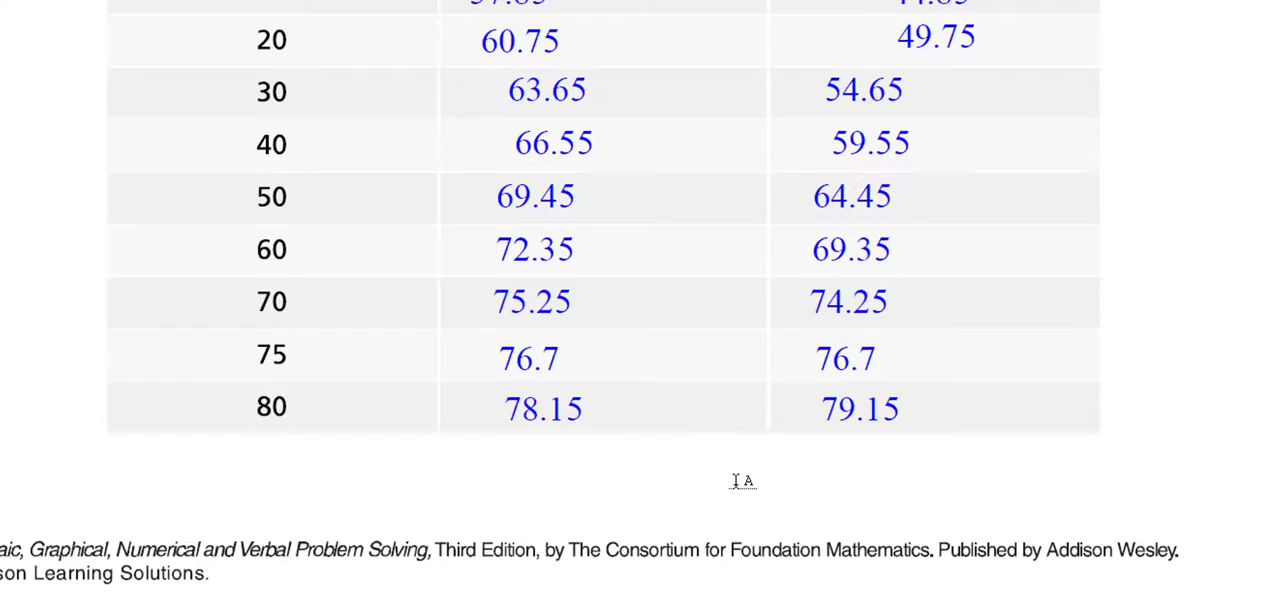 20 60.75 49.75
30 63.65 54.65
40 66.55 59.55
50 69.45 64.45
60 72.35 69.35
70 75.25 74.25
75 76.7 76.7
80 78.15 79.15
A
aic, Graphical, Numerical and Verbal Problem Solving, Third Edition, by The Consortium for Foundation Mathematics. Published by Addison Wesley.
son Learning Solutions.